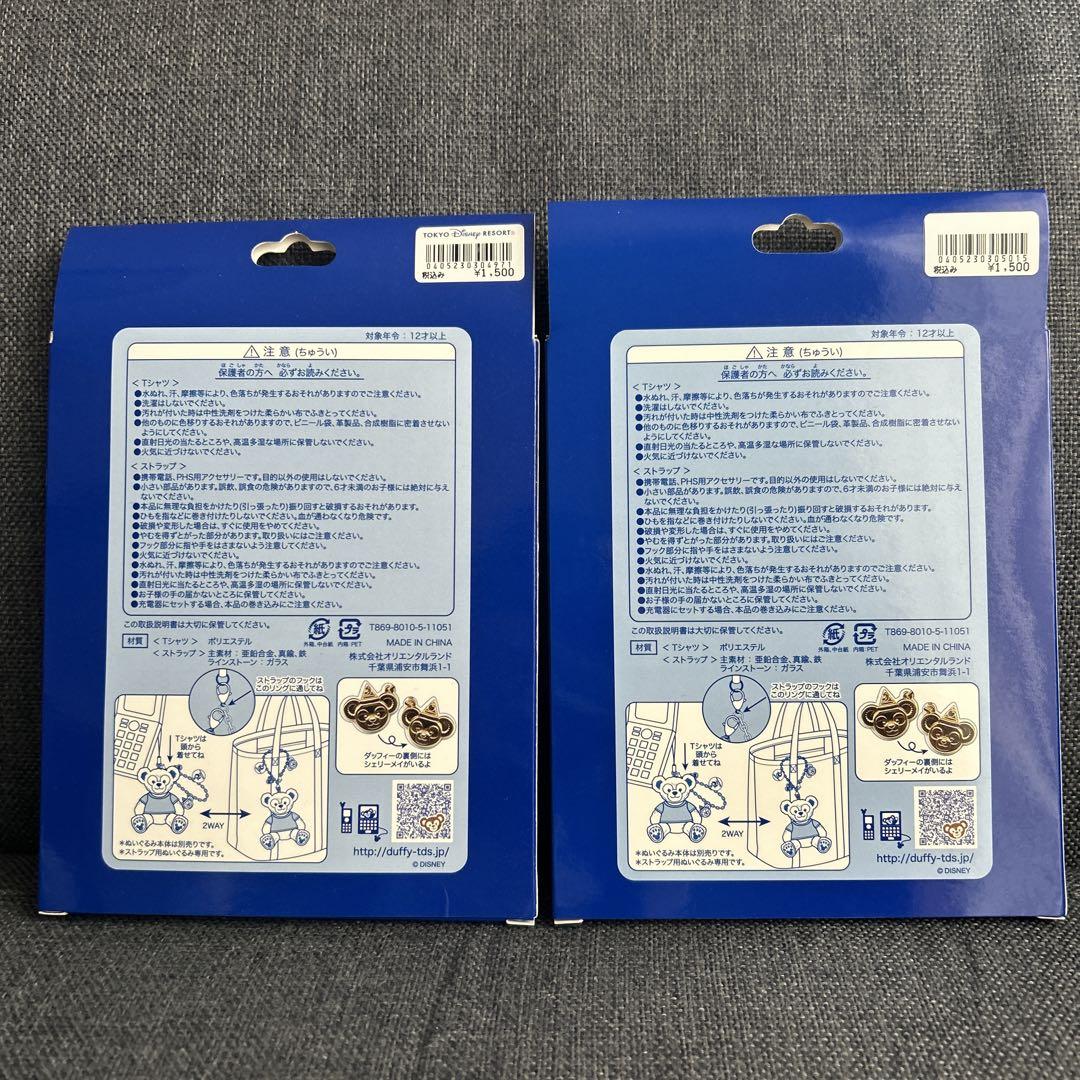 TOKYO Disney RESORT®
0405230304971
税込み ¥1,500
対象年令：12才以上
⚠注意(ちゅうい)
ほごしゃ かた かなら よ
保護者の方へ 必ずお読みください。
＜Tシャツ＞
●水ぬれ、汗、摩擦等により、色落ちが発生するおそれがありますのでご注意ください。
●洗濯はしないでください。
●汚れが付いた時は中性洗剤をつけた柔らかい布でふきとってください。
●他のものに色移りするおそれがありますので、ビニール袋、革製品、合成樹脂に密着させない
ようにしてください。
●直射日光の当たるところや、高温多湿な場所に保管しないでください。
●火気に近づけないでください。
＜ストラップ＞
●携帯電話、PHS用アクセサリーです。目的以外の使用はしないでください。
●小さい部品があります。誤飲、誤食の危険がありますので、6才未満のお子様には絶対に与え
ないでください。
●本品に無理な負担をかけたり(引っ張ったり)振り回すと破損するおそれがあります。
●ひもを指などに巻き付けたりしないでください。血が通わなくなり危険です。
●破損や変形した場合は、すぐに使用をやめてください。
●やむを得ずとがった部分があります。取り扱いにはご注意ください。
●フック部分に指や手をはさまないよう注意してください。
●火気に近づけないでください。
●水ぬれ、汗、摩擦等により、色落ちが発生するおそれがありますのでご注意ください。
●汚れが付いた時は中性洗剤をつけた柔らかい布でふきとってください。
●直射日光に当たるところや、高温多湿の場所に保管しないでください。
●お子様の手の届かないところに保管してください。
●充電器にセットする場合、本品の巻き込みにご注意ください。
この取扱説明書は大切に保管してください。
紙
外箱、中台紙
プラ
内箱：PET
T869-8010-5-11051
MADE IN CHINA
材質 ＜Tシャツ＞ ポリエステル
＜ストラップ＞ 主素材：亜鉛合金、真鍮、鉄
ラインストーン：ガラス
株式会社オリエンタルランド
千葉県浦安市舞浜1-1
ストラップのフックは
このリングに通じてね
Tシャツは
頭から
着せてね
ダッフィーの裏側には
シェリーメイがいるよ
2WAY
＊ぬいぐるみ本体は別売りです。
＊ストラップ用ぬいぐるみ専用です。
http://duffy-tds.jp/
©DISNEY
0405230305015
税込み ¥1,500
対象年令：12才以上
⚠注意(ちゅうい)
ほごしゃ かた かなら よ
保護者の方へ 必ずお読みください。
＜Tシャツ＞
●水ぬれ、汗、摩擦等により、色落ちが発生するおそれがありますのでご注意ください。
●洗濯はしないでください。
●汚れが付いた時は中性洗剤をつけた柔らかい布でふきとってください。
●他のものに色移りするおそれがありますので、ビニール袋、革製品、合成樹脂に密着させない
ようにしてください。
●直射日光の当たるところや、高温多湿な場所に保管しないでください。
●火気に近づけないでください。
＜ストラップ＞
●携帯電話、PHS用アクセサリーです。目的以外の使用はしないでください。
●小さい部品があります。誤飲、誤食の危険がありますので、6才未満のお子様には絶対に与え
ないでください。
●本品に無理な負担をかけたり(引っ張ったり)振り回すと破損するおそれがあります。
●ひもを指などに巻き付けたりしないでください。血が通わなくなり危険です。
●破損や変形した場合は、すぐに使用をやめてください。
●やむを得ずとがった部分があります。取り扱いにはご注意ください。
●フック部分に指や手をはさまないよう注意してください。
●火気に近づけないでください。
●水ぬれ、汗、摩擦等により、色落ちが発生するおそれがありますのでご注意ください。
●汚れが付いた時は中性洗剤をつけた柔らかい布でふきとってください。
●直射日光に当たるところや、高温多湿の場所に保管しないでください。
●お子様の手の届かないところに保管してください。
●充電器にセットする場合、本品の巻き込みにご注意ください。
この取扱説明書は大切に保管してください。
紙
外箱、中台紙
プラ
内箱：PET
T869-8010-5-11051
MADE IN CHINA
材質 ＜Tシャツ＞ ポリエステル
＜ストラップ＞ 主素材：亜鉛合金、真鍮、鉄
ラインストーン：ガラス
株式会社オリエンタルランド
千葉県浦安市舞浜1-1
ストラップのフックは
このリングに通じてね
Tシャツは
頭から
着せてね
ダッフィーの裏側には
シェリーメイがいるよ
2WAY
＊ぬいぐるみ本体は別売りです。
＊ストラップ用ぬいぐるみ専用です。
http://duffy-tds.jp/
©DISNEY